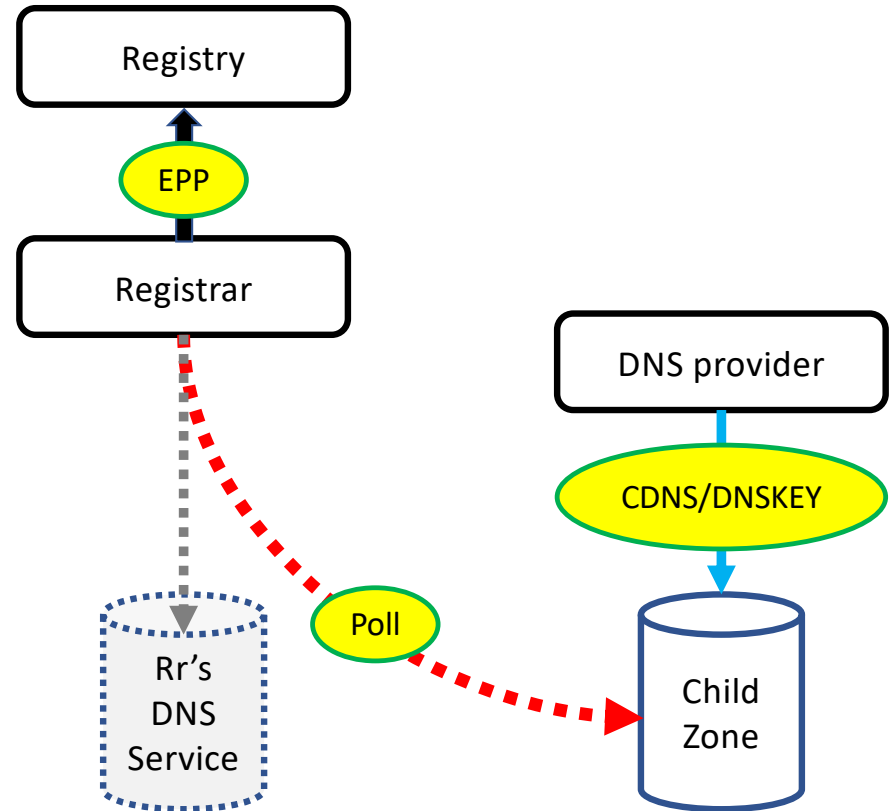 Registry
EPP
Registrar
DNS provider
CDNS/DNSKEY
Poll
Rr's
DNS
Service
Child
Zone